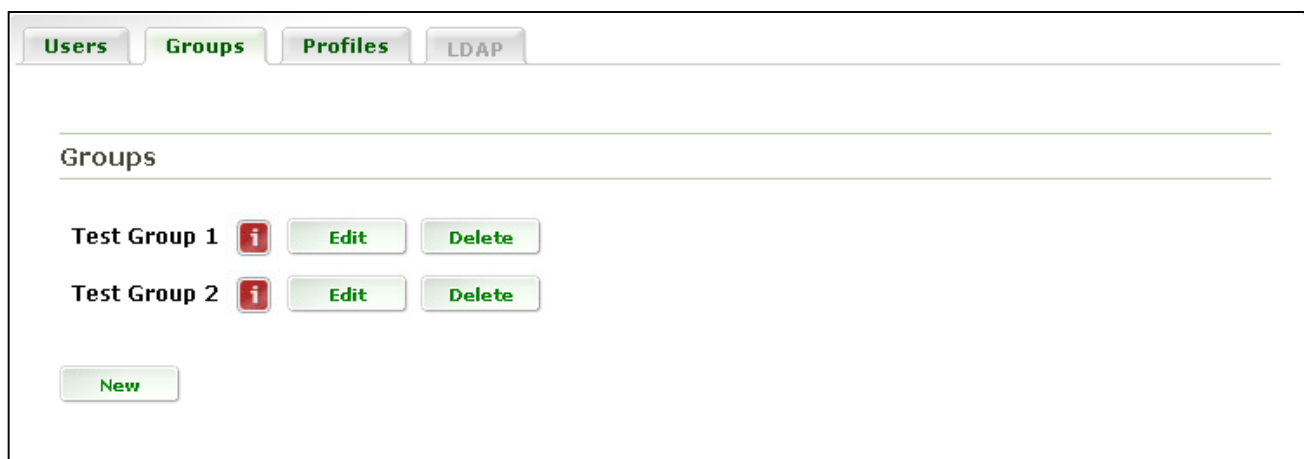 Users Groups Profiles LDAP
Groups
Test Group 1 i Edit Delete
Test Group 2 i Edit Delete
New